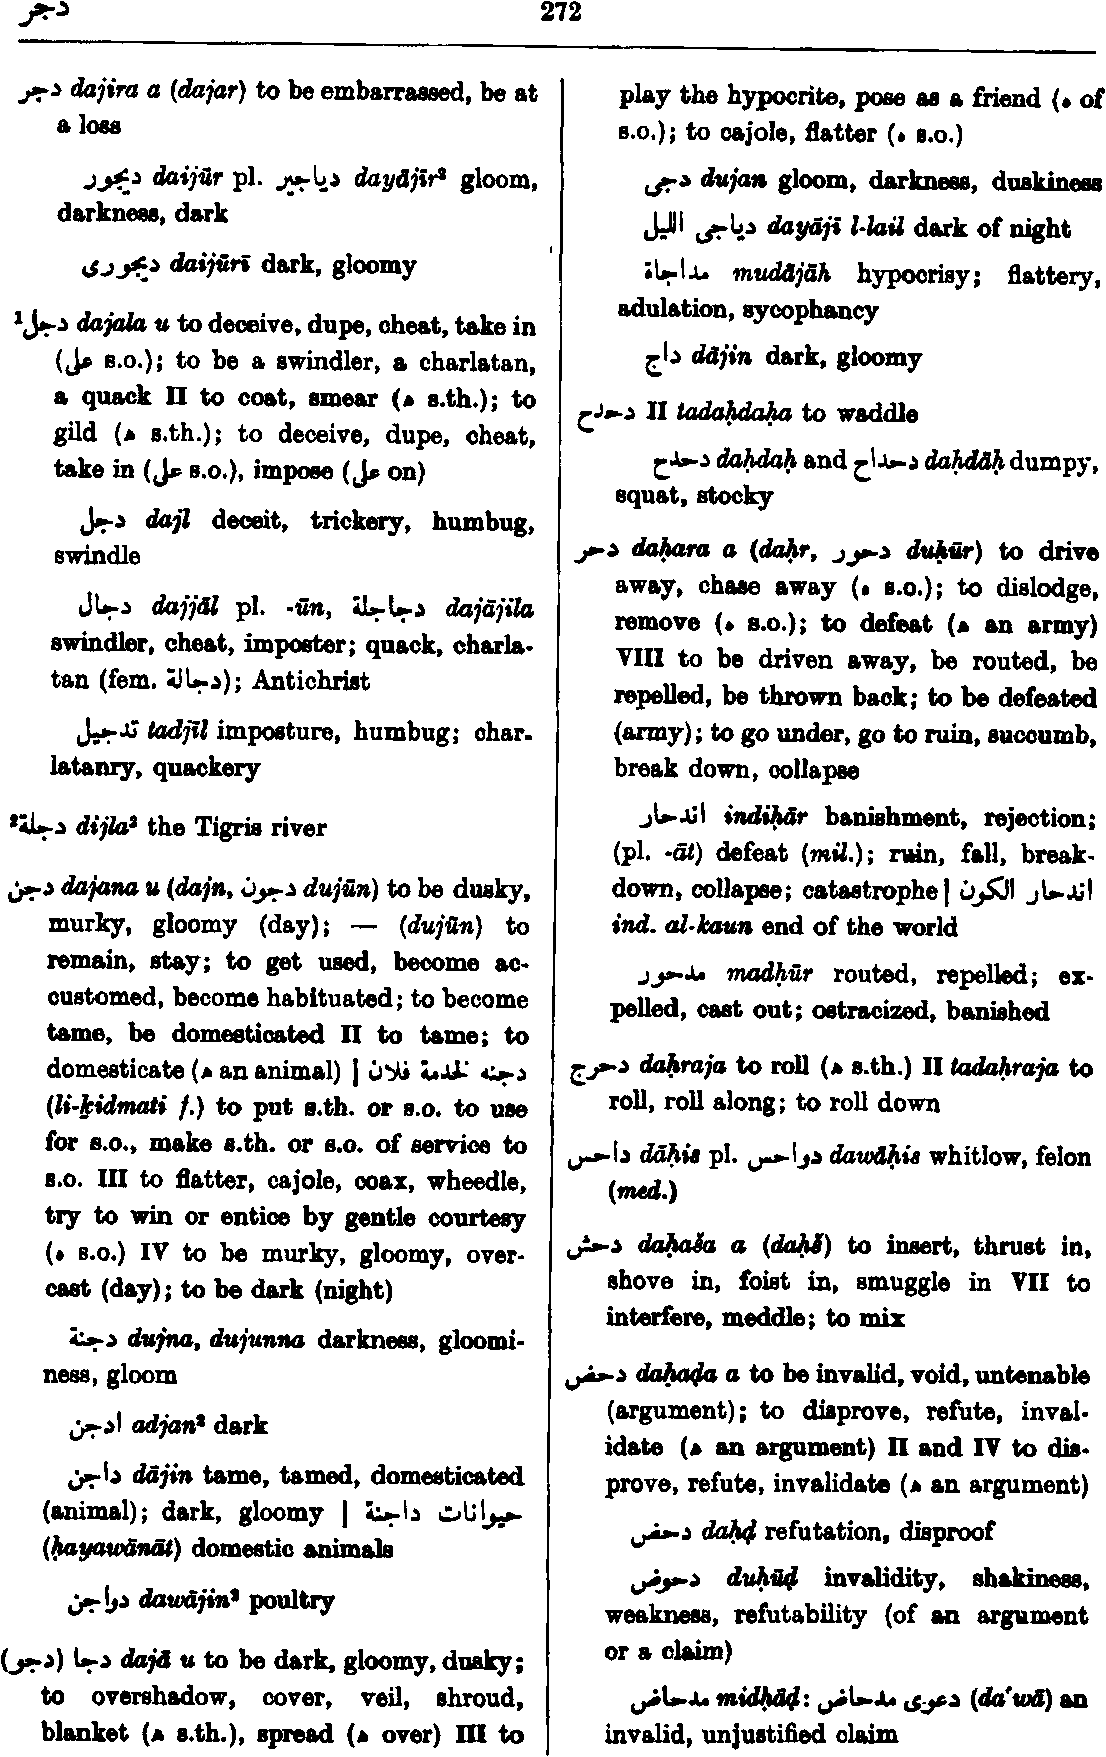 دجر
272
دجر dajira a (dajar) to be embarrassed, be at
a loss
ديجور daijūr pl. دياجير dayājīr² gloom,
darkness, dark
ديجورى daijūrī dark, gloomy
¹دجل dajala u to deceive, dupe, cheat, take in
(على s.o.); to be a swindler, a charlatan,
a quack II to coat, smear (ه s.th.); to
gild (ه s.th.); to deceive, dupe, cheat,
take in (على s.o.), impose (على on)
دجل dajl deceit, trickery, humbug,
swindle
دجال dajjāl pl. -ūn, دجاجلة dajājila
swindler, cheat, imposter; quack, charla-
tan (fem. دجالة); Antichrist
تدجيل tadjīl imposture, humbug; char-
latanry, quackery
²دجلة dijla² the Tigris river
دجن dajana u (dajn, دجون dujūn) to be dusky,
murky, gloomy (day); — (dujūn) to
remain, stay; to get used, become ac-
customed, become habituated; to become
tame, be domesticated II to tame; to
domesticate (ه an animal) | دجنه لخدمة فلان
(li-ḵidmati f.) to put s.th. or s.o. to use
for s.o., make s.th. or s.o. of service to
s.o. III to flatter, cajole, coax, wheedle,
try to win or entice by gentle courtesy
(ه s.o.) IV to be murky, gloomy, over-
cast (day); to be dark (night)
دجنة dujna, dujunna darkness, gloomi-
ness, gloom
ادجن adjan² dark
داجن dājin tame, tamed, domesticated
(animal); dark, gloomy | حيوانات داجنة
(ḥayawānāt) domestic animals
دواجن dawājin² poultry
(دجو) دجا dajā u to be dark, gloomy, dusky;
to overshadow, cover, veil, shroud,
blanket (ه s.th.), spread (ه over) III to
play the hypocrite, pose as a friend (ه of
s.o.); to cajole, flatter (ه s.o.)
دجى dujan gloom, darkness, duskiness
دياجى الليل dayājī l-lail dark of night
مداجاة mudājāh hypocrisy; flattery,
adulation, sycophancy
داج dājin dark, gloomy
دحدح II tadaḥdaḥa to waddle
دحدح daḥdaḥ and دحداح daḥdāḥ dumpy,
squat, stocky
دحر daḥara a (daḥr, دحور duḥūr) to drive
away, chase away (ه s.o.); to dislodge,
remove (ه s.o.); to defeat (ه an army)
VIII to be driven away, be routed, be
repelled, be thrown back; to be defeated
(army); to go under, go to ruin, succumb,
break down, collapse
اندحار indiḥār banishment, rejection;
(pl. -āt) defeat (mil.); ruin, fall, break-
down, collapse; catastrophe | اندحار الكون
ind. al-kaun end of the world
مدحور madḥūr routed, repelled; ex-
pelled, cast out; ostracized, banished
دحرج daḥraja to roll (ه s.th.) II tadaḥraja to
roll, roll along; to roll down
داحس dāḥis pl. دواحس dawāḥis whitlow, felon
(med.)
دحش daḥaša a (daḥš) to insert, thrust in,
shove in, foist in, smuggle in VII to
interfere, meddle; to mix
دحض daḥaḍa a to be invalid, void, untenable
(argument); to disprove, refute, inval-
idate (ه an argument) II and IV to dis-
prove, refute, invalidate (ه an argument)
دحض daḥḍ refutation, disproof
دحوض duḥūḍ invalidity, shakiness,
weakness, refutability (of an argument
or a claim)
مدحاض midḥāḍ: دعوى مدحاض (da‘wā) an
invalid, unjustified claim